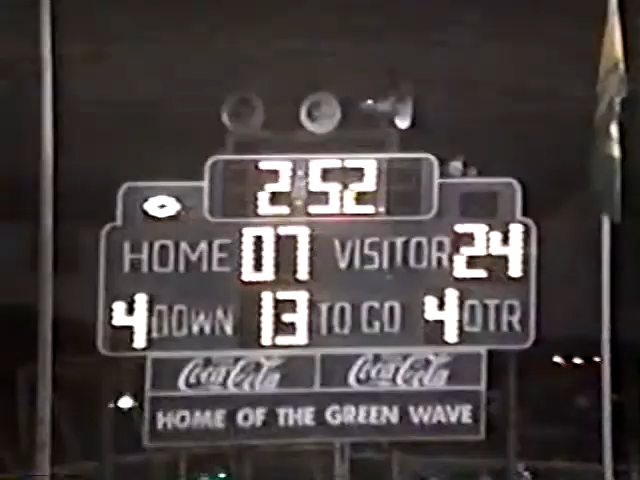 2:52
HOME 07 VISITOR 24
4 DOWN 13 TO GO 4 QTR
Coca-Cola Coca-Cola
HOME OF THE GREEN WAVE